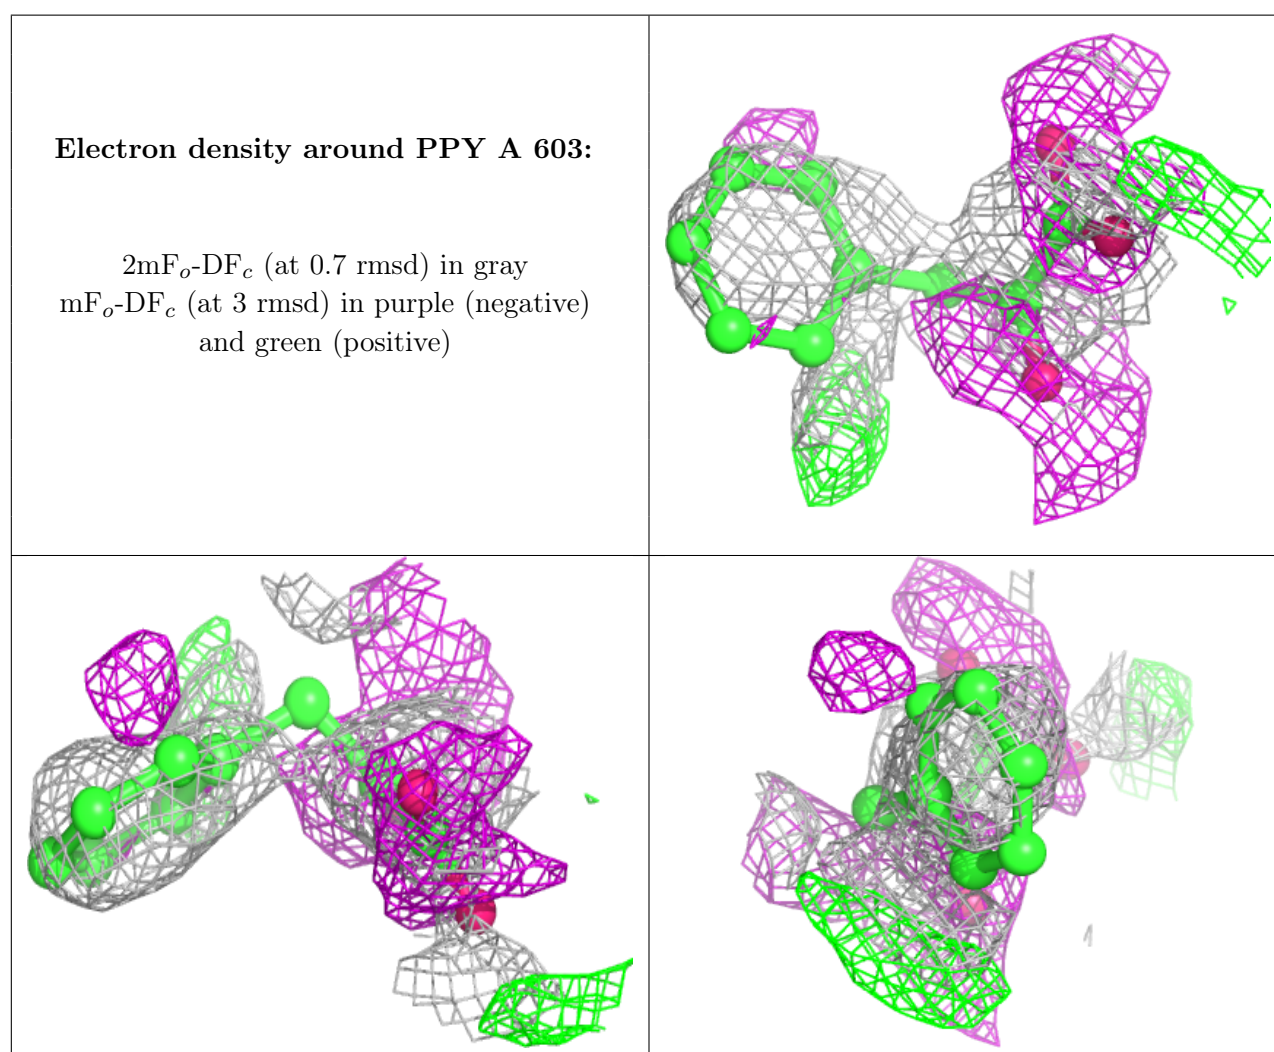 Electron density around PPY A 603:
2mFₒ-DF𝑐 (at 0.7 rmsd) in gray
mFₒ-DF𝑐 (at 3 rmsd) in purple (negative)
and green (positive)